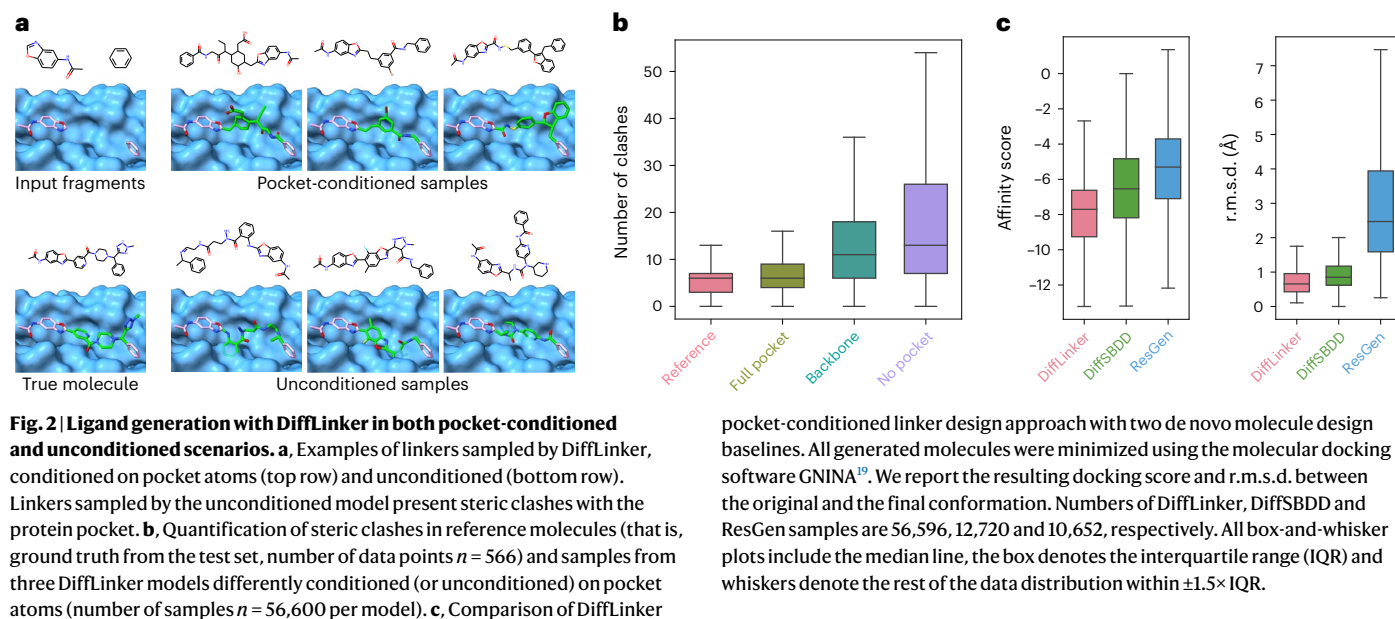 a
Input fragments
Pocket-conditioned samples
True molecule
Unconditioned samples
b
Number of clashes
50
40
30
20
10
0
Reference
Full pocket
Backbone
No pocket
c
Affinity score
0
−2
−4
−6
−8
−10
−12
DiffLinker
DiffSBDD
ResGen
r.m.s.d. (Å)
7
6
5
4
3
2
1
0
DiffLinker
DiffSBDD
ResGen
Fig. 2 | Ligand generation with DiffLinker in both pocket-conditioned
and unconditioned scenarios. a, Examples of linkers sampled by DiffLinker,
conditioned on pocket atoms (top row) and unconditioned (bottom row).
Linkers sampled by the unconditioned model present steric clashes with the
protein pocket. b, Quantification of steric clashes in reference molecules (that is,
ground truth from the test set, number of data points n = 566) and samples from
three DiffLinker models differently conditioned (or unconditioned) on pocket
atoms (number of samples n = 56,600 per model). c, Comparison of DiffLinker
pocket-conditioned linker design approach with two de novo molecule design
baselines. All generated molecules were minimized using the molecular docking
software GNINA19. We report the resulting docking score and r.m.s.d. between
the original and the final conformation. Numbers of DiffLinker, DiffSBDD and
ResGen samples are 56,596, 12,720 and 10,652, respectively. All box-and-whisker
plots include the median line, the box denotes the interquartile range (IQR) and
whiskers denote the rest of the data distribution within ±1.5× IQR.